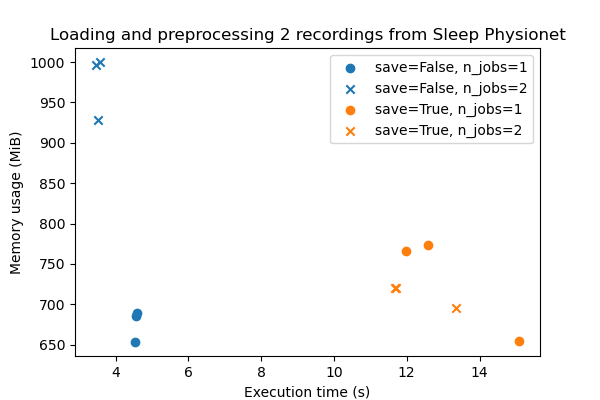 Loading and preprocessing 2 recordings from Sleep Physionet
1000
950
900
850
800
750
700
650
Memory usage (MiB)
save=False, n_jobs=1
save=False, n_jobs=2
save=True, n_jobs=1
save=True, n_jobs=2
4 6 8 10 12 14
Execution time (s)